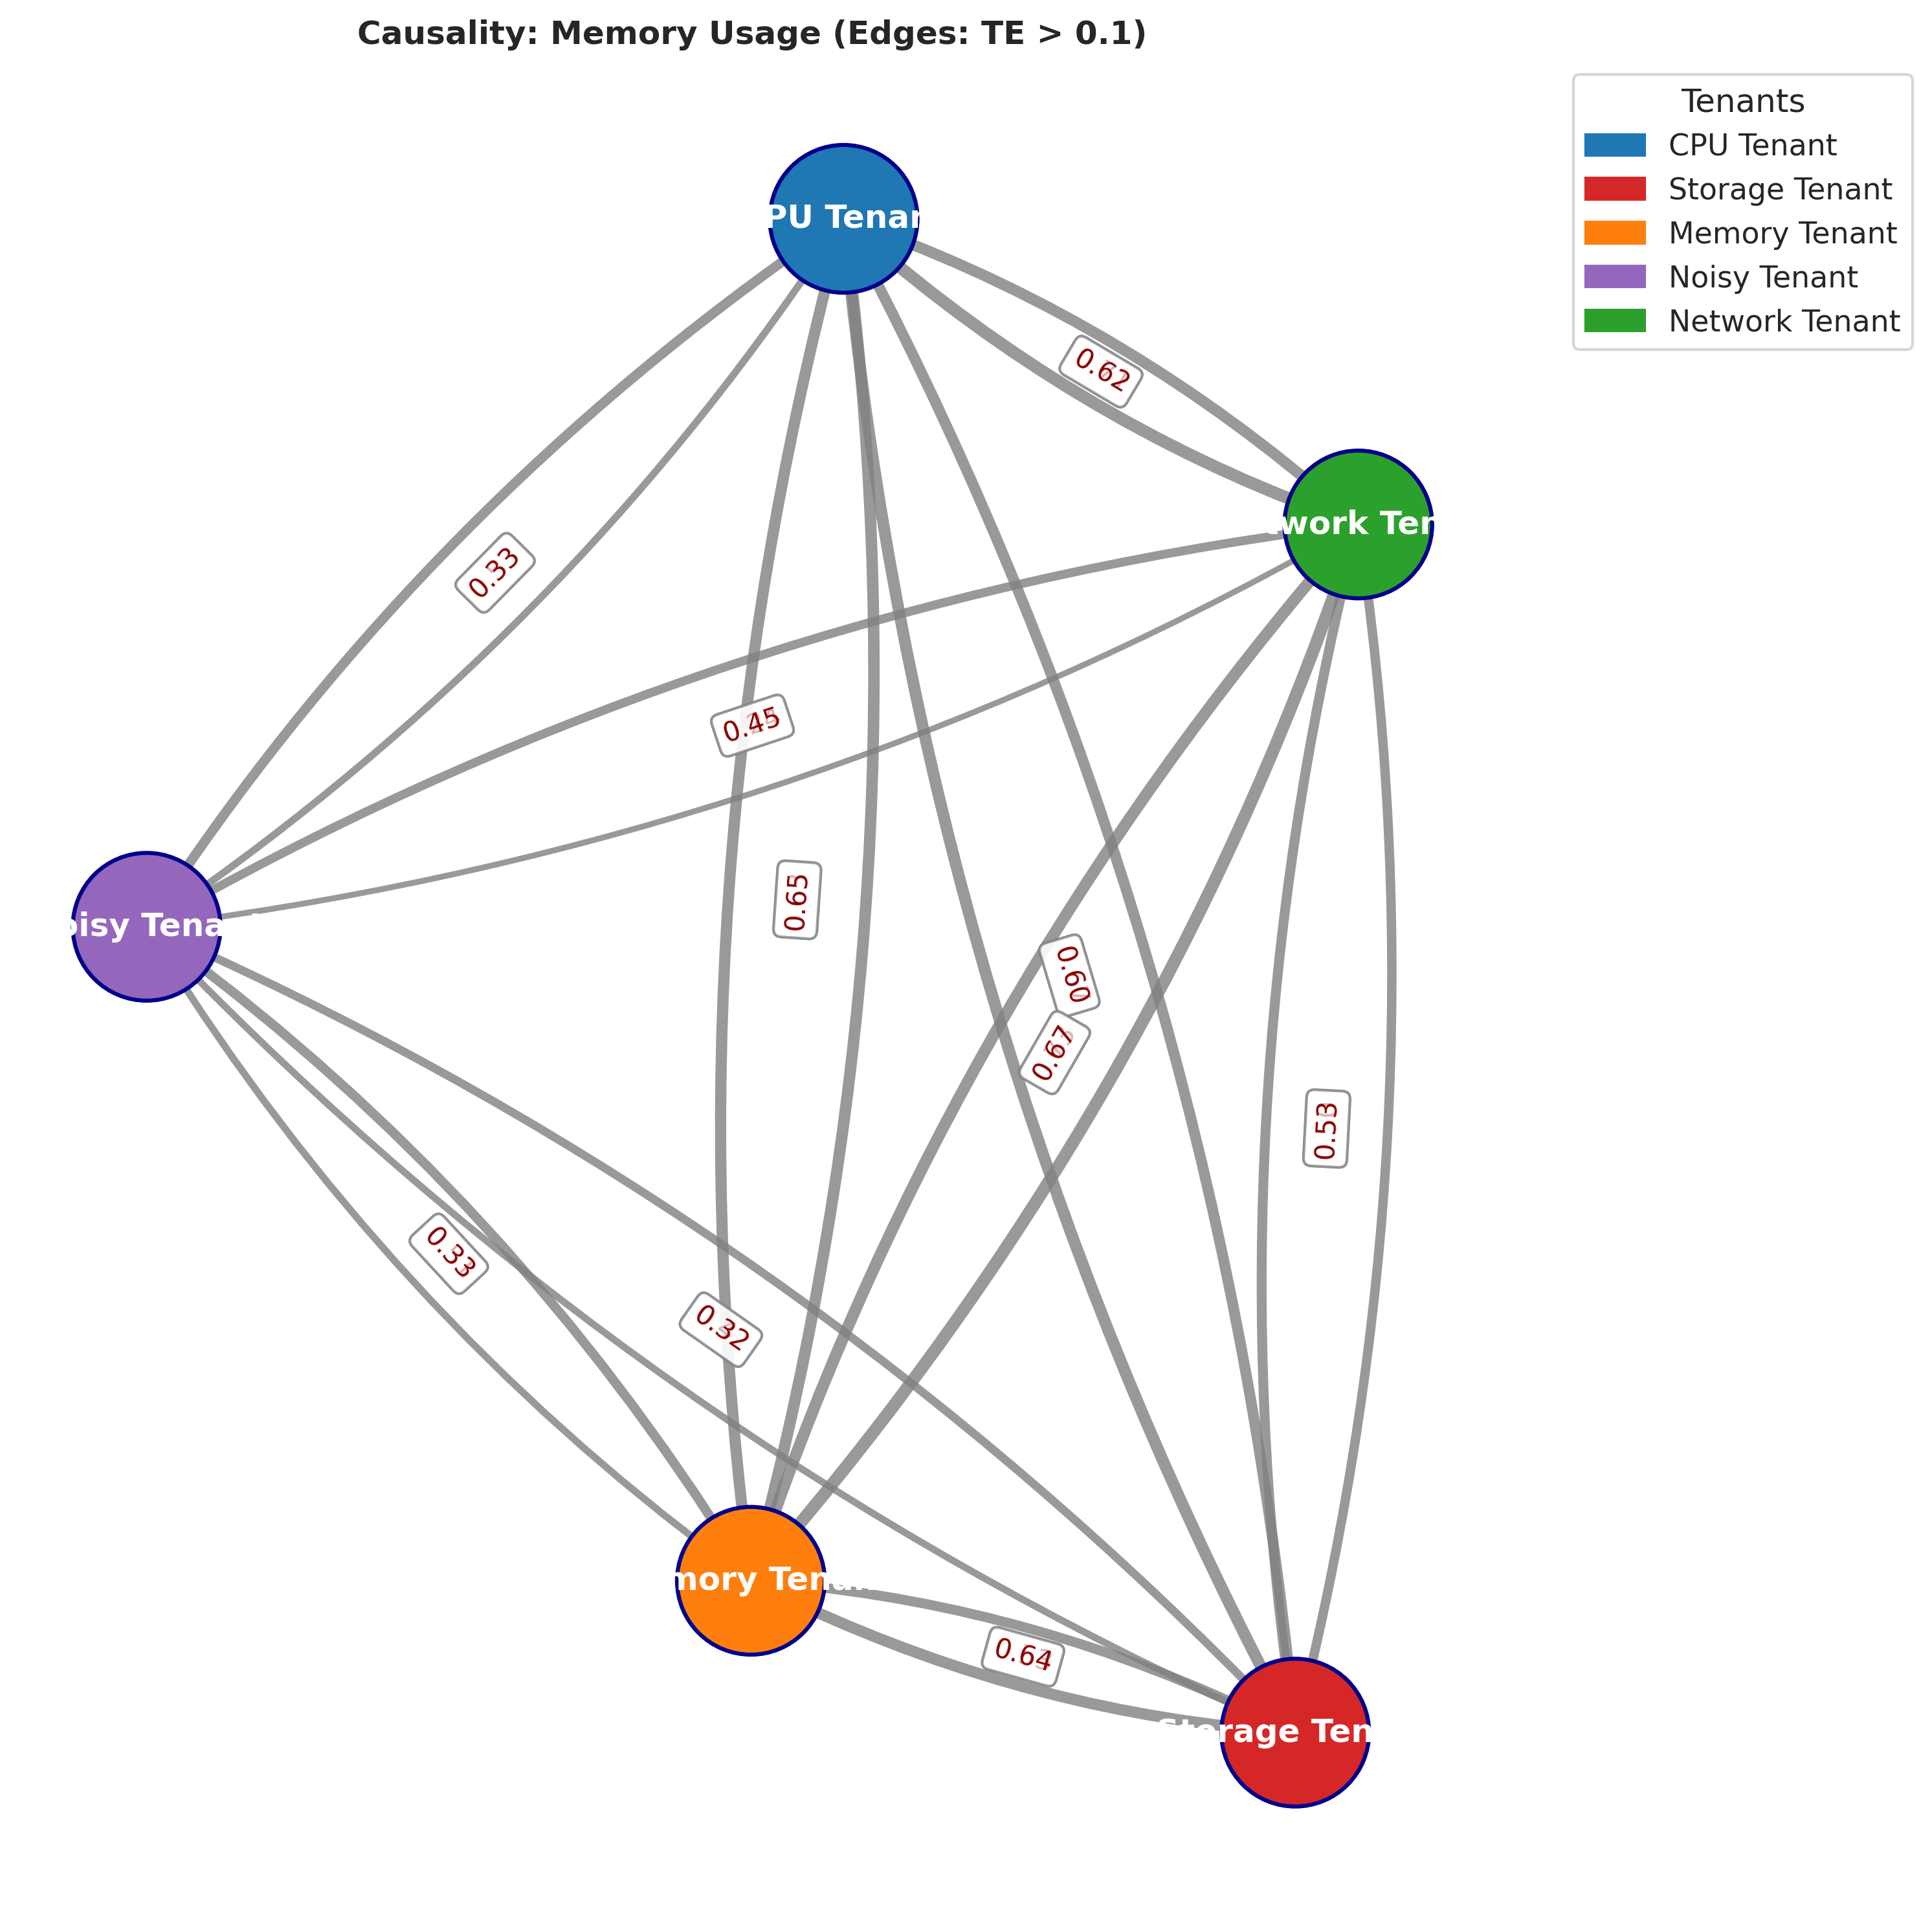 Causality: Memory Usage (Edges: TE > 0.1)
Tenants
CPU Tenant
Storage Tenant
Memory Tenant
Noisy Tenant
Network Tenant
PU Tenan
0.62
work Ten
0.33
0.45
0.65
oisy Tena
0.60
0.67
0.53
0.33
0.32
mory Tenan
0.64
Storage Ten